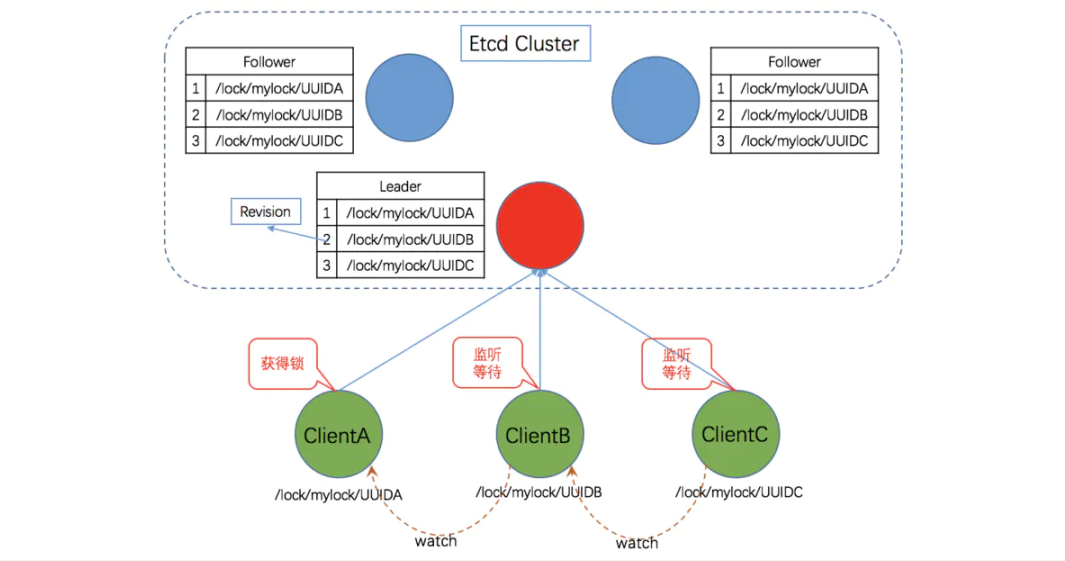 Etcd Cluster
Follower
1 /lock/mylock/UUIDA
2 /lock/mylock/UUIDB
3 /lock/mylock/UUIDC
Follower
1 /lock/mylock/UUIDA
2 /lock/mylock/UUIDB
3 /lock/mylock/UUIDC
Revision
Leader
1 /lock/mylock/UUIDA
2 /lock/mylock/UUIDB
3 /lock/mylock/UUIDC
获得锁
监听
等待
监听
等待
ClientA
ClientB
ClientC
/lock/mylock/UUIDA
/lock/mylock/UUIDB
/lock/mylock/UUIDC
watch
watch